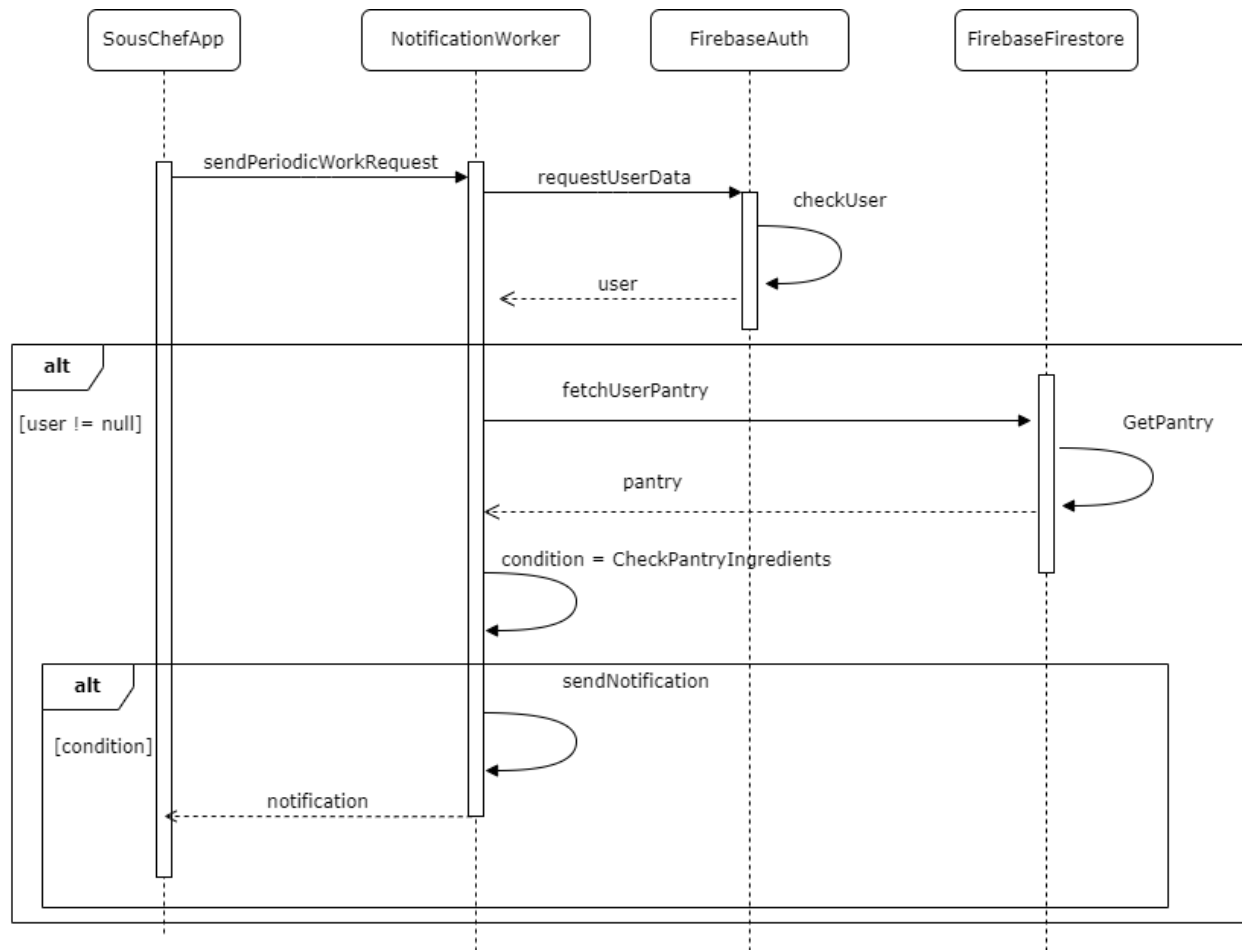 SousChefApp
NotificationWorker
FirebaseAuth
FirebaseFirestore
sendPeriodicWorkRequest
requestUserData
checkUser
user
alt
[user != null]
fetchUserPantry
GetPantry
pantry
condition = CheckPantryIngredients
alt
sendNotification
[condition]
notification